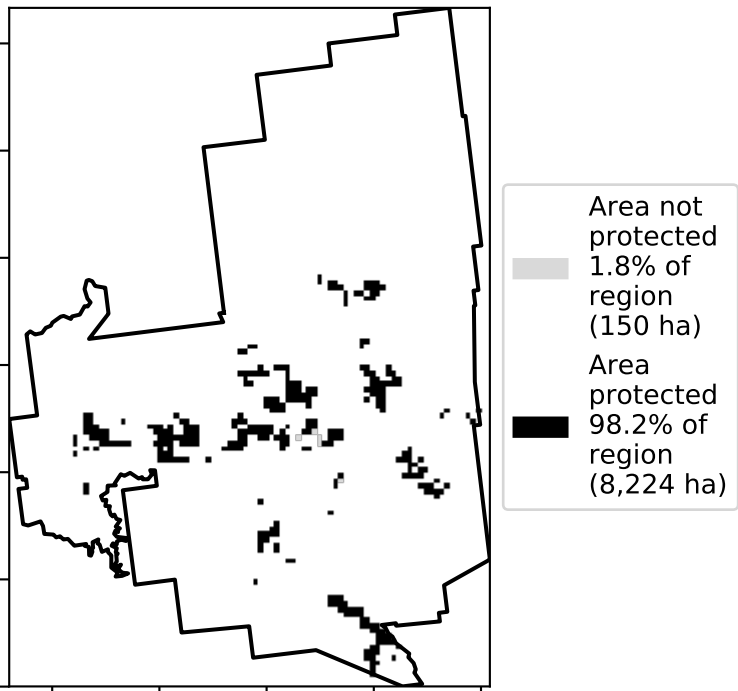 Area not
protected
1.8% of
region
(150 ha)
Area
protected
98.2% of
region
(8,224 ha)